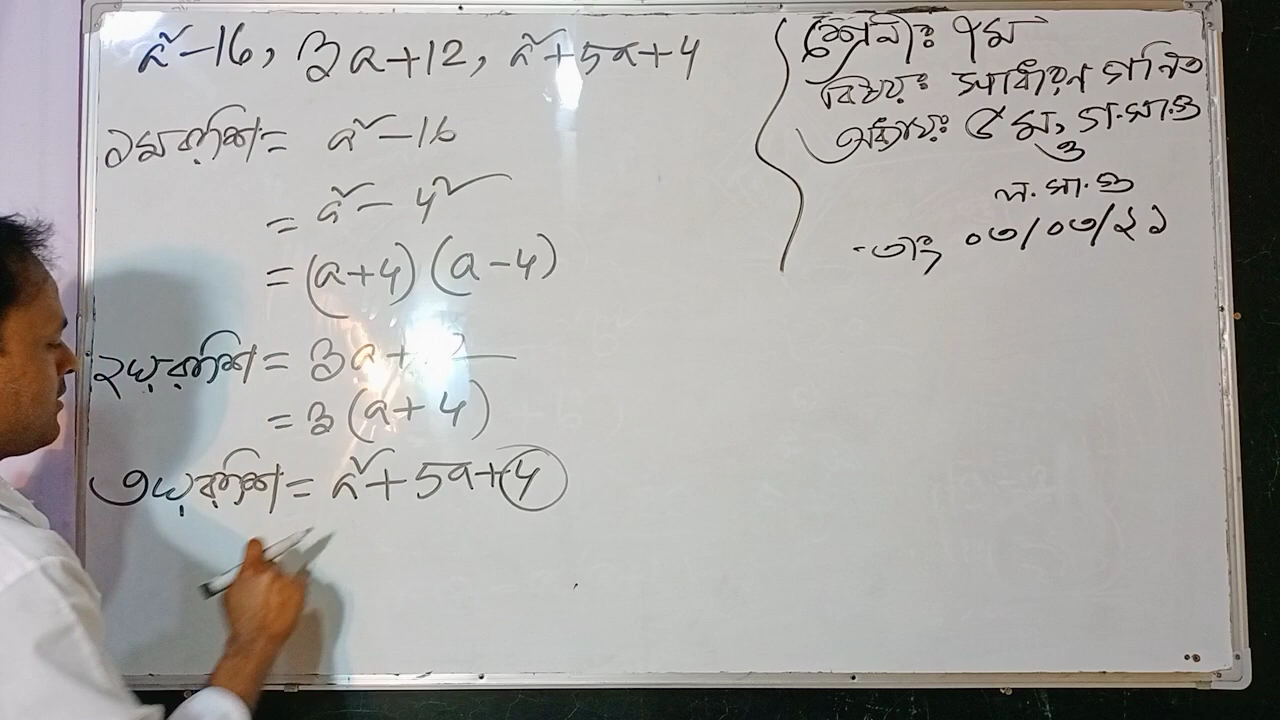 a²-16, 3a+12, a²+5a+4
১মরাশি = a²-16
= a²-4²
= (a+4)(a-4)
২য়রাশি = 3a+12
= 3(a+4)
৩য়রাশি = a²+5a+4
শ্রেণীঃ ৭ম
বিষয়ঃ সাধারণ গণিত
অধ্যায়ঃ ৫ম, গ.সা.গু
ও
ল.সা.গু
-তাং ০৩/০৩/২১